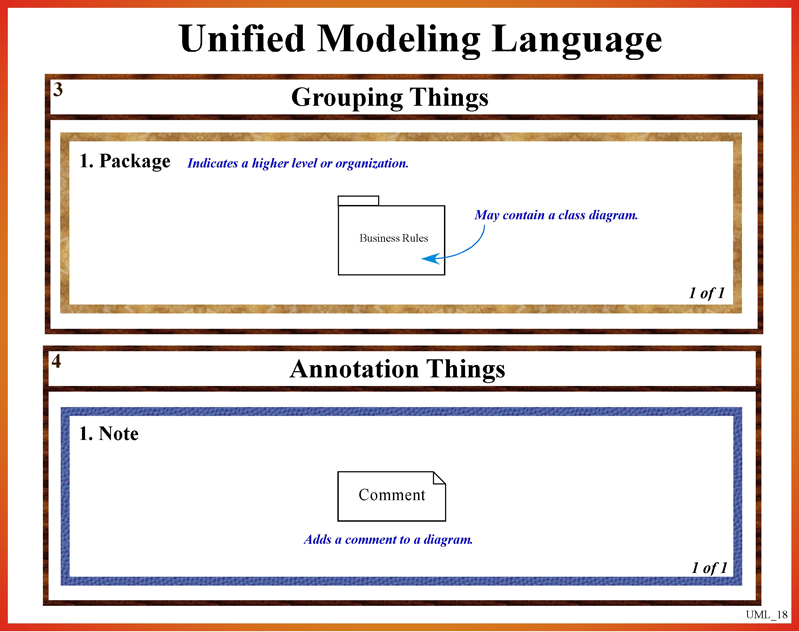 Unified Modeling Language
3
Grouping Things
1. Package Indicates a higher level or organization.
May contain a class diagram.
Business Rules
1 of 1
4
Annotation Things
1. Note
Comment
Adds a comment to a diagram.
1 of 1
UML_18